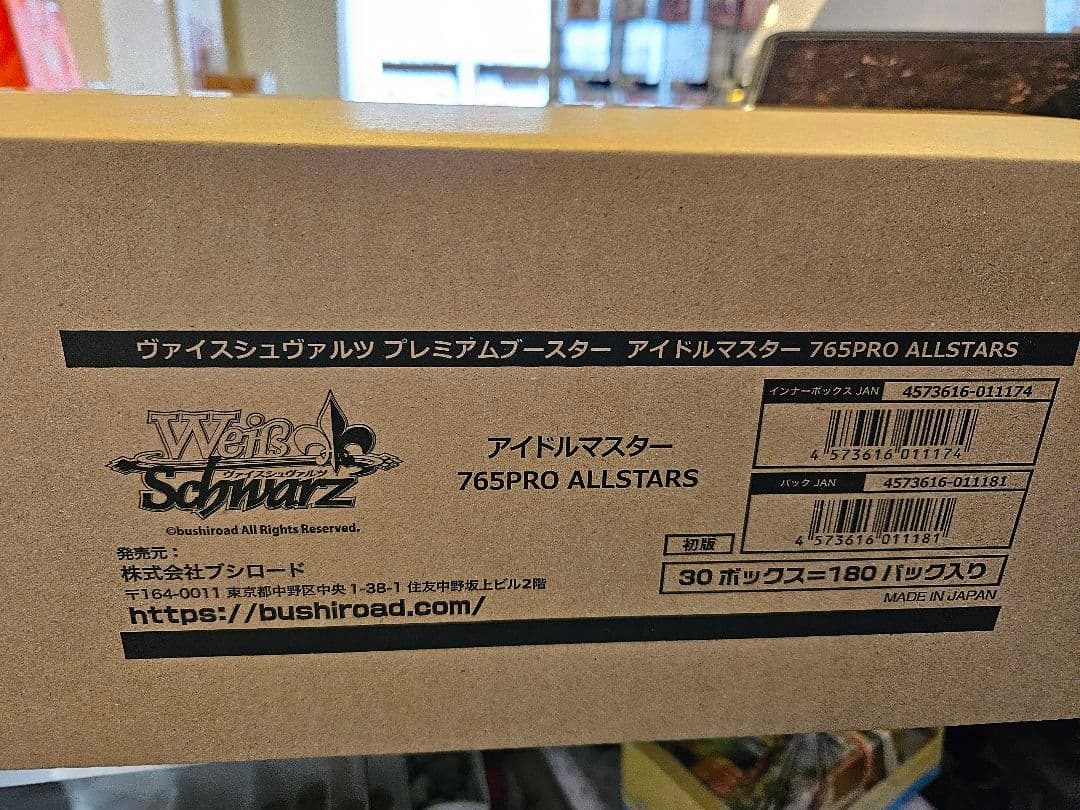 ヴァイスシュヴァルツ プレミアムブースター アイドルマスター 765PRO ALLSTARS
Weiß
ヴァイスシュヴァルツ
Schwarz
©bushiroad All Rights Reserved.
アイドルマスター
765PRO ALLSTARS
インナーボックス JAN 4573616-011174
4 573616 011174
パック JAN 4573616-011181
4 573616 011181
初版
30 ボックス=180 パック入り
MADE IN JAPAN
発売元：
株式会社ブシロード
〒164-0011 東京都中野区中央 1-38-1 住友中野坂上ビル2階
https://bushiroad.com/